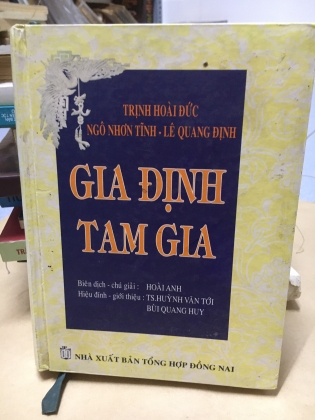 TRỊNH HOÀI ĐỨC
NGÔ NHƠN TĨNH - LÊ QUANG ĐỊNH
GIA ĐỊNH
TAM GIA
Biên dịch - chú giải : HOÀI ANH
Hiệu đính - giới thiệu : TS.HUỲNH VĂN TỚI
BÙI QUANG HUY
NHÀ XUẤT BẢN TỔNG HỢP ĐỒNG NAI